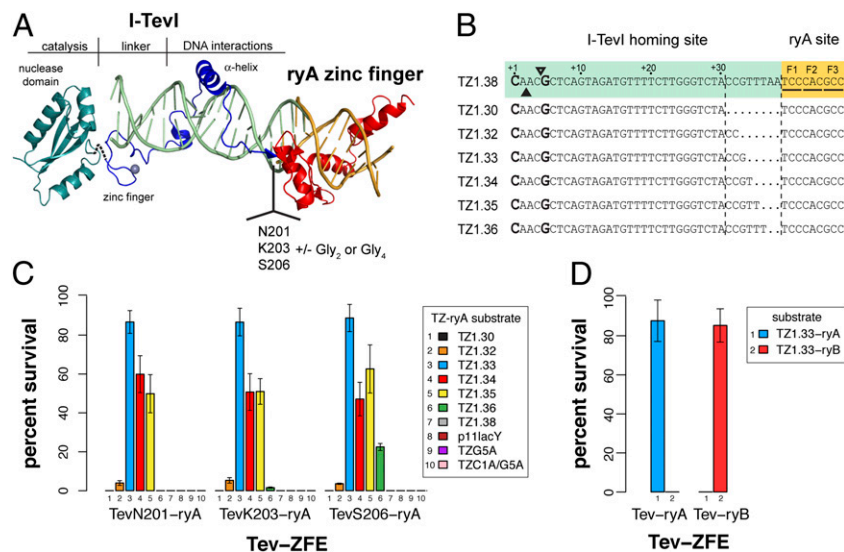 A
I-TevI
catalysis
linker
DNA interactions
nuclease
domain
α-helix
ryA zinc finger
zinc finger
N201
K203
S206
+/- Gly2 or Gly4
B
I-TevI homing site
ryA site
+1
+10
+20
+30
F1
F2
F3
TZ1.38 CAACGCTCAGTAGATGTTTTCTTGGGTCTACCGTTTAATCCCACGCC
TZ1.30 CAACGCTCAGTAGATGTTTTCTTGGGTCTA........TCCCACGCC
TZ1.32 CAACGCTCAGTAGATGTTTTCTTGGGTCTACC......TCCCACGCC
TZ1.33 CAACGCTCAGTAGATGTTTTCTTGGGTCTACCG.....TCCCACGCC
TZ1.34 CAACGCTCAGTAGATGTTTTCTTGGGTCTACCGT....TCCCACGCC
TZ1.35 CAACGCTCAGTAGATGTTTTCTTGGGTCTACCGTT...TCCCACGCC
TZ1.36 CAACGCTCAGTAGATGTTTTCTTGGGTCTACCGTTT..TCCCACGCC
C
percent survival
100
80
60
40
20
0
1 2 3 4 5 6 7 8 9 10
1 2 3 4 5 6 7 8 9 10
1 2 3 4 5 6 7 8 9 10
TevN201-ryA
TevK203-ryA
TevS206-ryA
Tev-ZFE
TZ-ryA substrate
1 TZ1.30
2 TZ1.32
3 TZ1.33
4 TZ1.34
5 TZ1.35
6 TZ1.36
7 TZ1.38
8 p11lacY
9 TZG5A
10 TZC1A/G5A
D
percent survival
100
80
60
40
20
0
1 2
1 2
Tev-ryA
Tev-ryB
Tev-ZFE
substrate
1 TZ1.33-ryA
2 TZ1.33-ryB